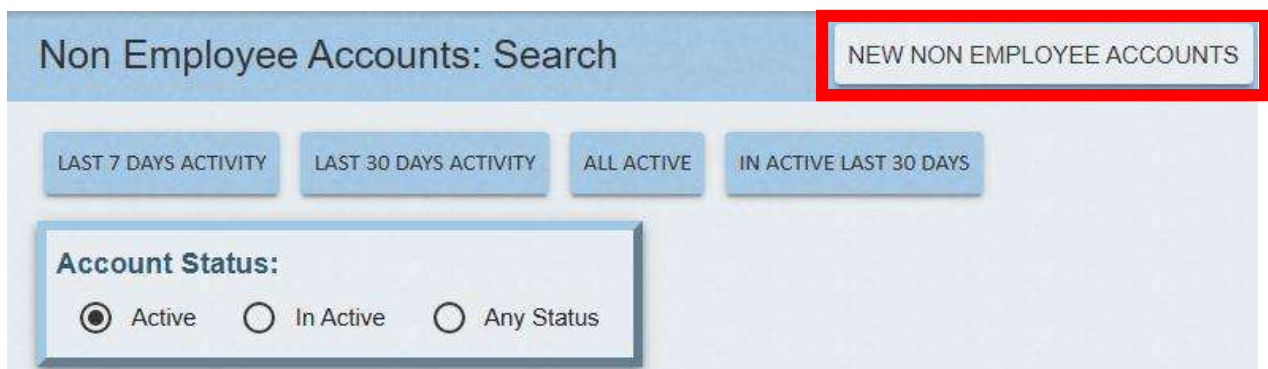 Non Employee Accounts: Search
NEW NON EMPLOYEE ACCOUNTS
LAST 7 DAYS ACTIVITY
LAST 30 DAYS ACTIVITY
ALL ACTIVE
IN ACTIVE LAST 30 DAYS
Account Status:
Active
In Active
Any Status